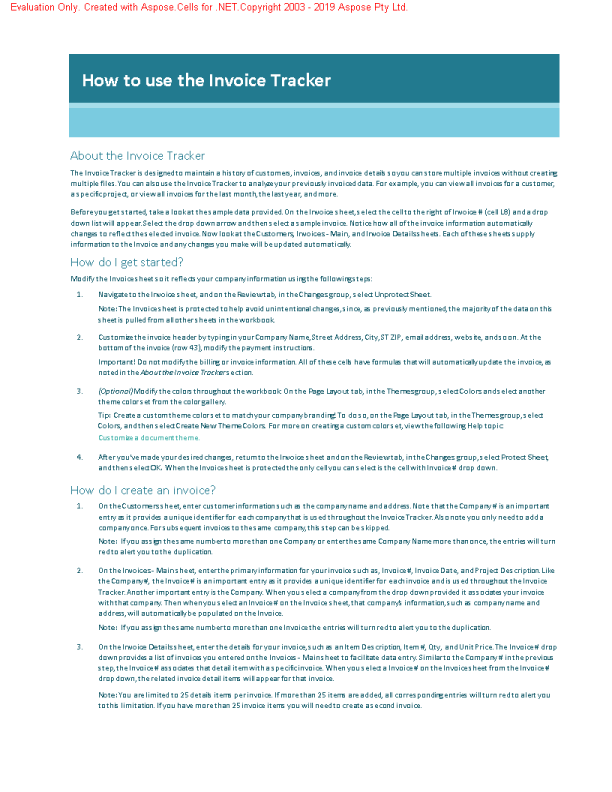 Evaluation Only. Created with Aspose.Cells for .NET.Copyright 2003 - 2019 Aspose Pty Ltd.
How to use the Invoice Tracker
About the Invoice Tracker
The Invoice Tracker is designed to maintain a history of customers, invoices, and invoice details so you can store multiple invoices without creating
multiple files. You can also use the Invoice Tracker to analyze your previously invoiced data. For example, you can view all invoices for a customer,
a specific project, or view all invoices for the last month, the last year, and more.
Before you get started, take a look at the sample data provided. On the Invoice sheet, select the cell to the right of Invoice # (cell L8) and a drop
down list will appear. Select the drop down arrow and then select a sample invoice. Notice how all of the invoice information automatically
changes to reflect the selected invoice. Now look at the Customers, Invoices - Main, and Invoice Details sheets. Each of these sheets supply
information to the Invoice and any changes you make will be updated automatically.
How do I get started?
Modify the Invoice sheet so it reflects your company information using the following steps:
1. Navigate to the Invoice sheet, and on the Review tab, in the Changes group, select Unprotect Sheet.
Note: The Invoice sheet is protected to help avoid unintentional changes, since, as previously mentioned, the majority of the data on this
sheet is pulled from all other sheets in the workbook.
2. Customize the invoice header by typing in your Company Name, Street Address, City, ST ZIP, email address, website, and so on. At the
bottom of the invoice (row 43), modify the payment instructions.
Important! Do not modify the billing or invoice information. All of these cells have formulas that will automatically update the invoice, as
noted in the About the Invoice Tracker section.
3. (Optional) Modify the colors throughout the workbook: On the Page Layout tab, in the Themes group, select Colors and select another
theme color set from the color gallery.
Tip: Create a custom theme color set to match your company branding! To do so, on the Page Layout tab, in the Themes group, select
Colors, and then select Create New Theme Colors. For more on creating a custom color set, view the following Help topic:
Customize a document theme.
4. After you've made your desired changes, return to the Invoice sheet and on the Review tab, in the Changes group, select Protect Sheet,
and then select OK. When the Invoice sheet is protected the only cell you can select is the cell with Invoice # drop down.
How do I create an invoice?
1. On the Customers sheet, enter customer information such as the company name and address. Note that the Company # is an important
entry as it provides a unique identifier for each company that is used throughout the Invoice Tracker. Also note you only need to add a
company once. For subsequent invoices to the same company, this step can be skipped.
Note: If you assign the same number to more than one Company or enter the same Company Name more than once, the entries will turn
red to alert you to the duplication.
2. On the Invoices - Main sheet, enter the primary information for your invoice such as, Invoice #, Invoice Date, and Project Description. Like
the Company #, the Invoice # is an important entry as it provides a unique identifier for each invoice and is used throughout the Invoice
Tracker. Another important entry is the Company. When you select a company from the drop down provided it associates your invoice
with that company. Then when you select an Invoice # on the Invoice sheet, that company's information, such as company name and
address, will automatically be populated on the Invoice.
Note: If you assign the same number to more than one Invoice the entries will turn red to alert you to the duplication.
3. On the Invoice Details sheet, enter the details for your invoice, such as an Item Description, Item #, Qty, and Unit Price. The Invoice # drop
down provides a list of invoices you entered on the Invoices - Main sheet to facilitate data entry. Similar to the Company # in the previous
step, the Invoice # associates that detail item with a specific invoice. When you select a Invoice # on the Invoice sheet from the Invoice #
drop down, the related invoice detail items will appear for that invoice.
Note: You are limited to 25 details items per invoice. If more than 25 items are added, all corresponding entries will turn red to alert you
to this limitation. If you have more than 25 invoice items you will need to create a second invoice.